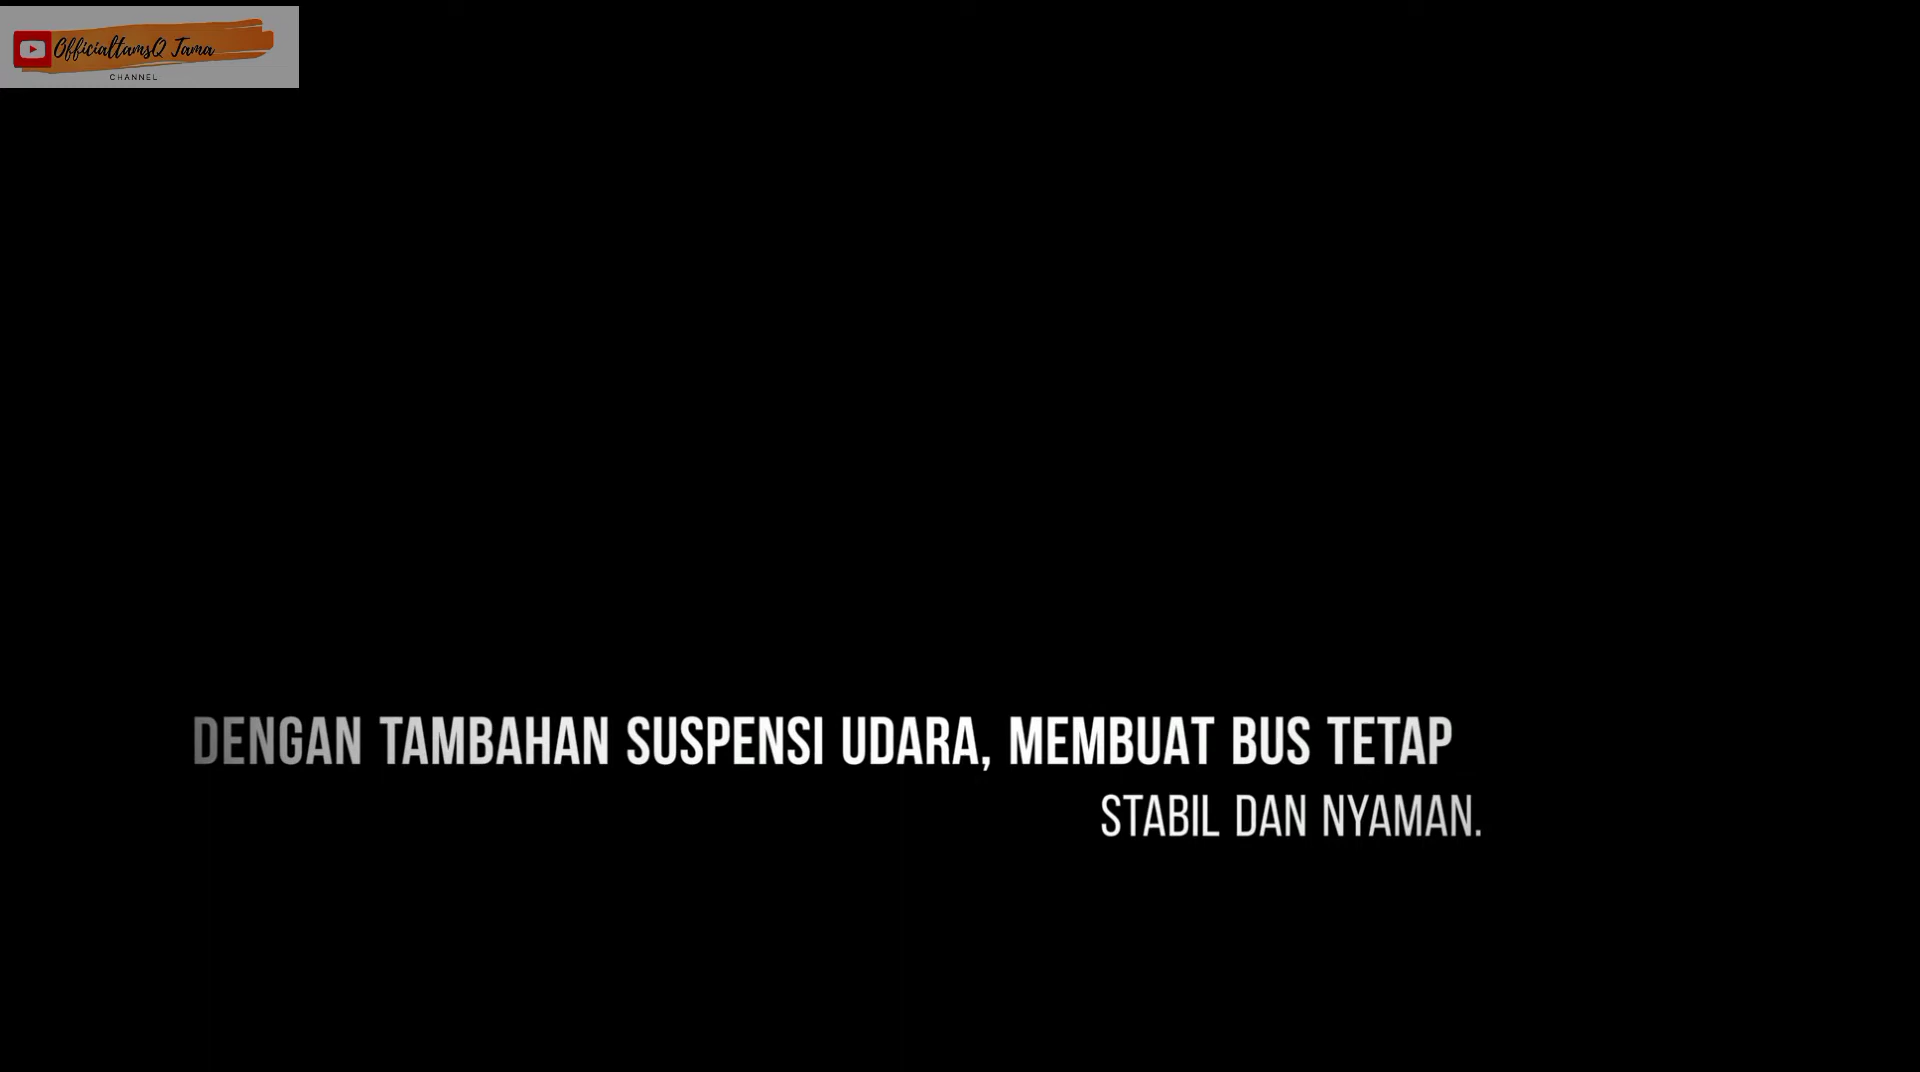 OfficialtamsQ Tama
CHANNEL
DENGAN TAMBAHAN SUSPENSI UDARA, MEMBUAT BUS TETAP
STABIL DAN NYAMAN.